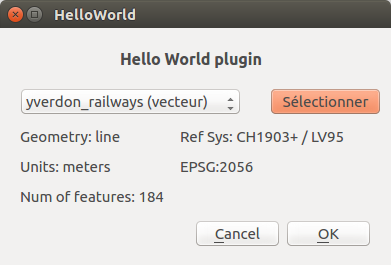 HelloWorld
Hello World plugin
yverdon_railways (vecteur)
Sélectionner
Geometry: line
Ref Sys: CH1903+ / LV95
Units: meters
EPSG:2056
Num of features: 184
Cancel
OK